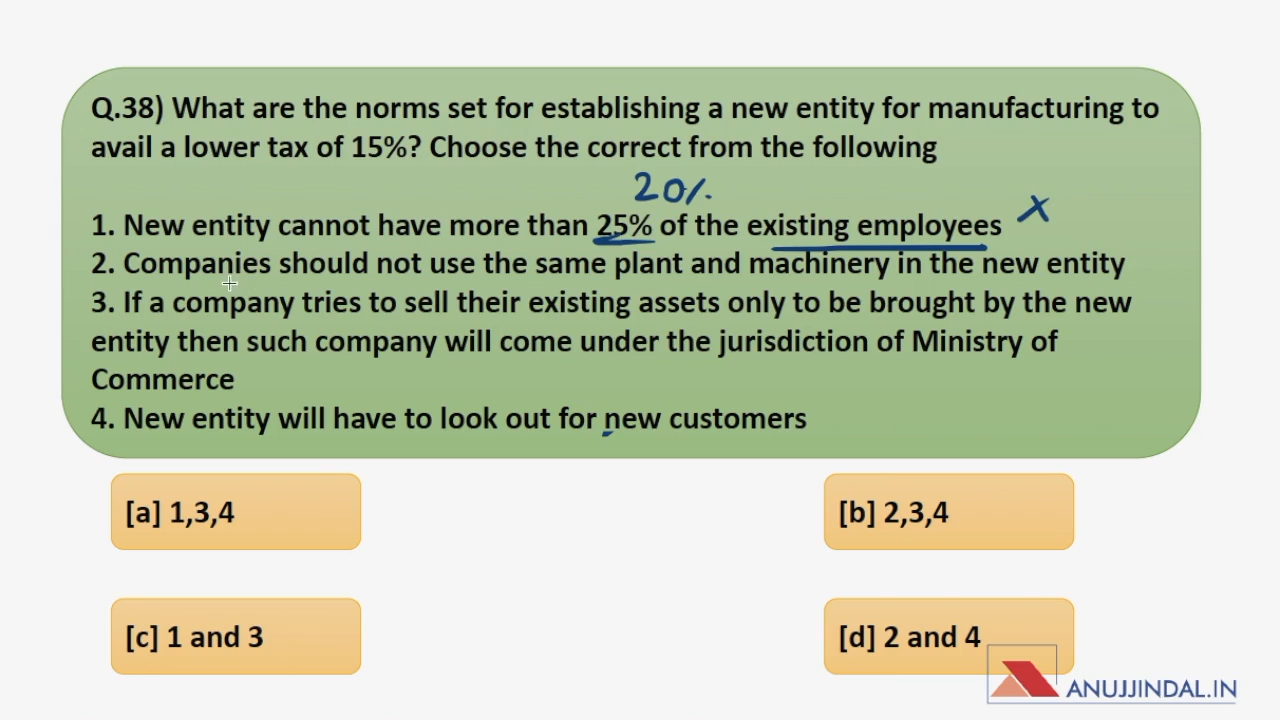 Q.38) What are the norms set for establishing a new entity for manufacturing to
avail a lower tax of 15%? Choose the correct from the following
20%
1. New entity cannot have more than 25% of the existing employees x
2. Companies should not use the same plant and machinery in the new entity
3. If a company tries to sell their existing assets only to be brought by the new
entity then such company will come under the jurisdiction of Ministry of
Commerce
4. New entity will have to look out for new customers
[a] 1,3,4
[b] 2,3,4
[c] 1 and 3
[d] 2 and 4
ANUJJINDAL.IN